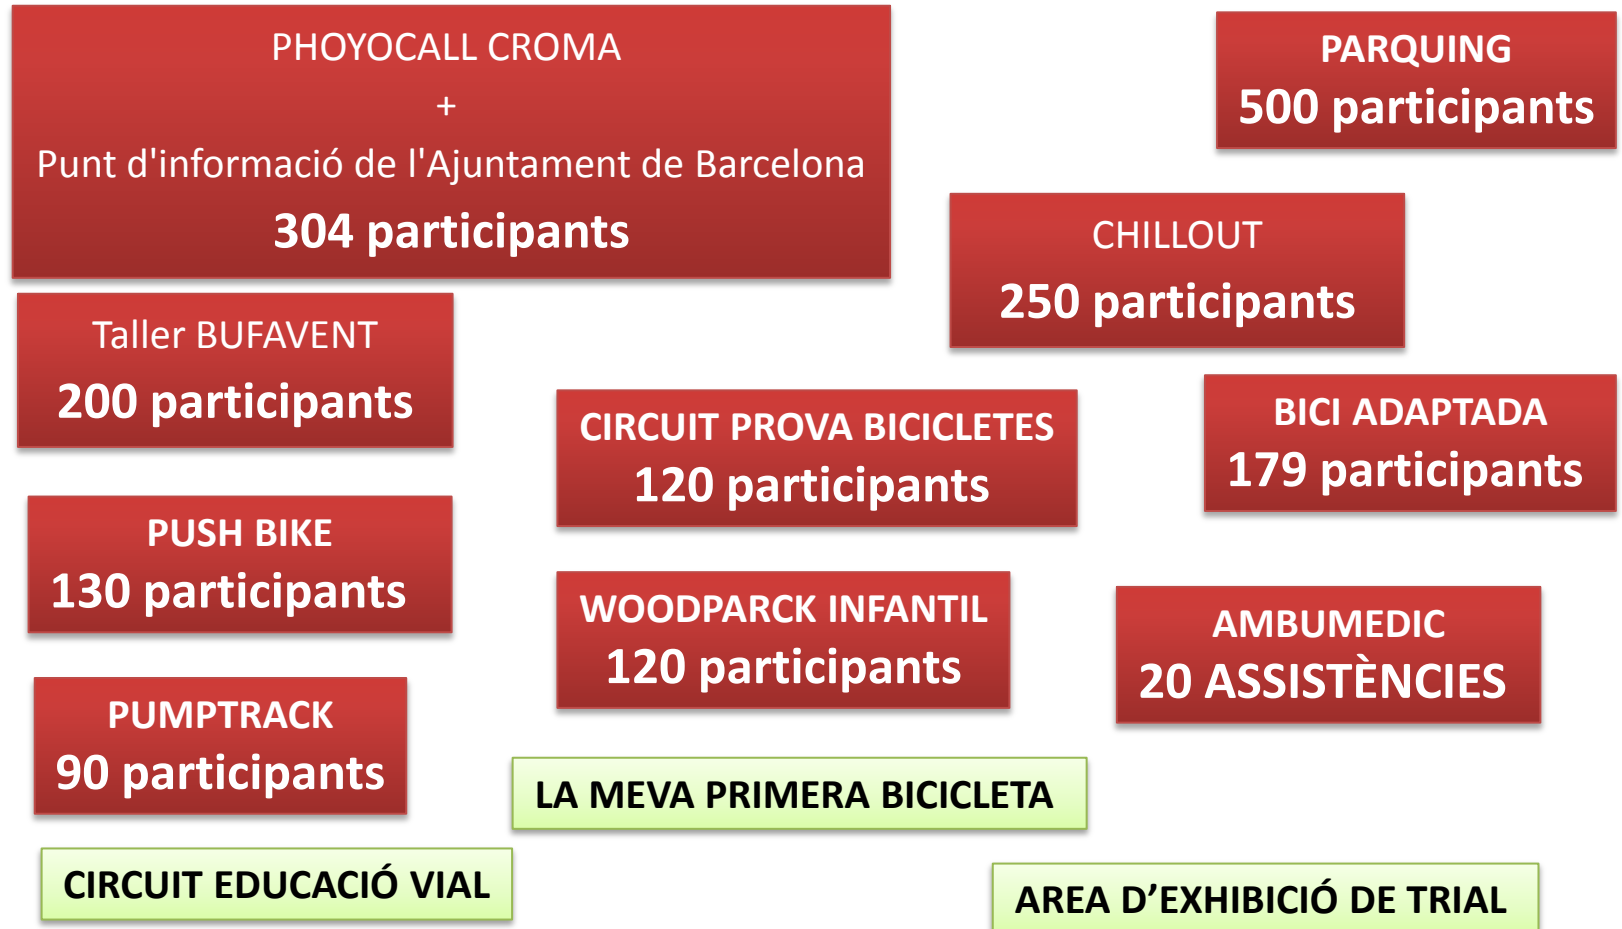 PHOYOCALL CROMA
+
Punt d'informació de l'Ajuntament de Barcelona
304 participants
PARQUING
500 participants
CHILLOUT
250 participants
Taller BUFAVENT
200 participants
CIRCUIT PROVA BICICLETES
120 participants
BICI ADAPTADA
179 participants
PUSH BIKE
130 participants
WOODPARCK INFANTIL
120 participants
AMBUMEDIC
20 ASSISTÈNCIES
PUMPTRACK
90 participants
LA MEVA PRIMERA BICICLETA
CIRCUIT EDUCACIÓ VIAL
AREA D’EXHIBICIÓ DE TRIAL